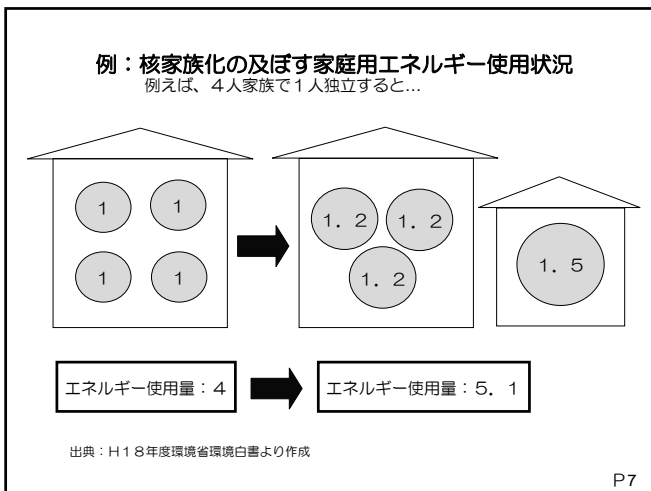 例：核家族化の及ぼす家庭用エネルギー使用状況
例えば、４人家族で１人独立すると…
１ １
１ １
１．２ １．２
１．２
１．５
エネルギー使用量：４
エネルギー使用量：５．１
出典：Ｈ１８年度環境省環境白書より作成
Ｐ7